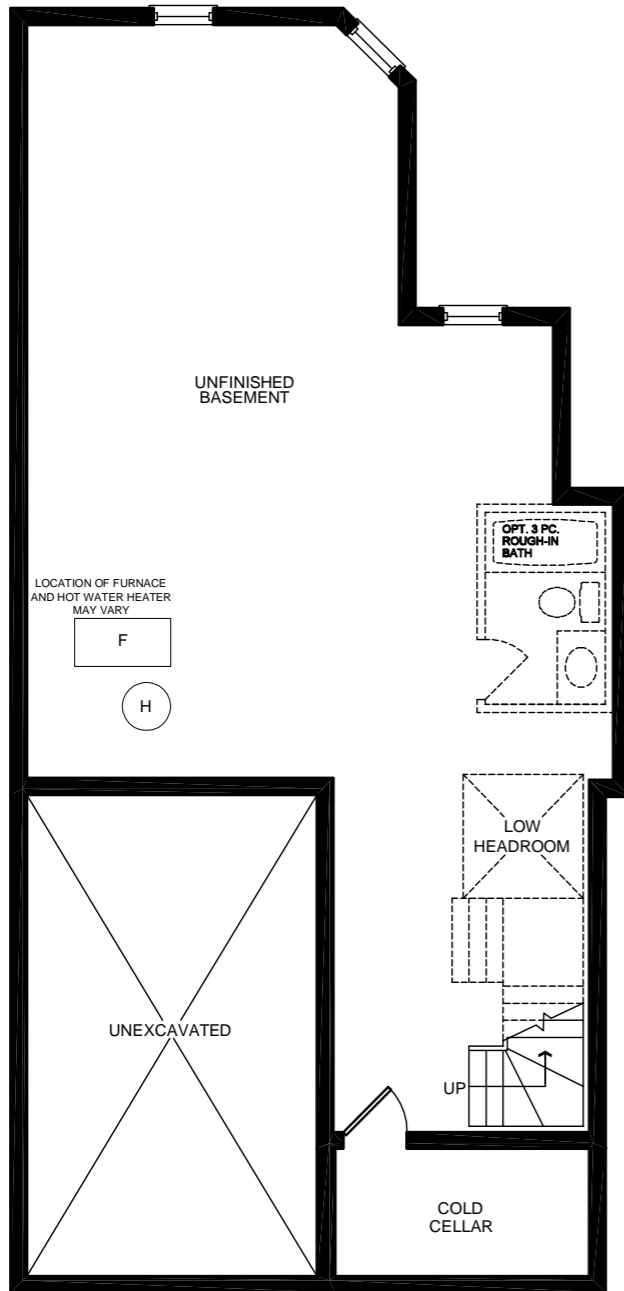 UNFINISHED
BASEMENT
OPT. 3 PC.
ROUGH-IN
BATH
LOCATION OF FURNACE
AND HOT WATER HEATER
MAY VARY
F
H
LOW
HEADROOM
UNEXCAVATED
UP
COLD
CELLAR